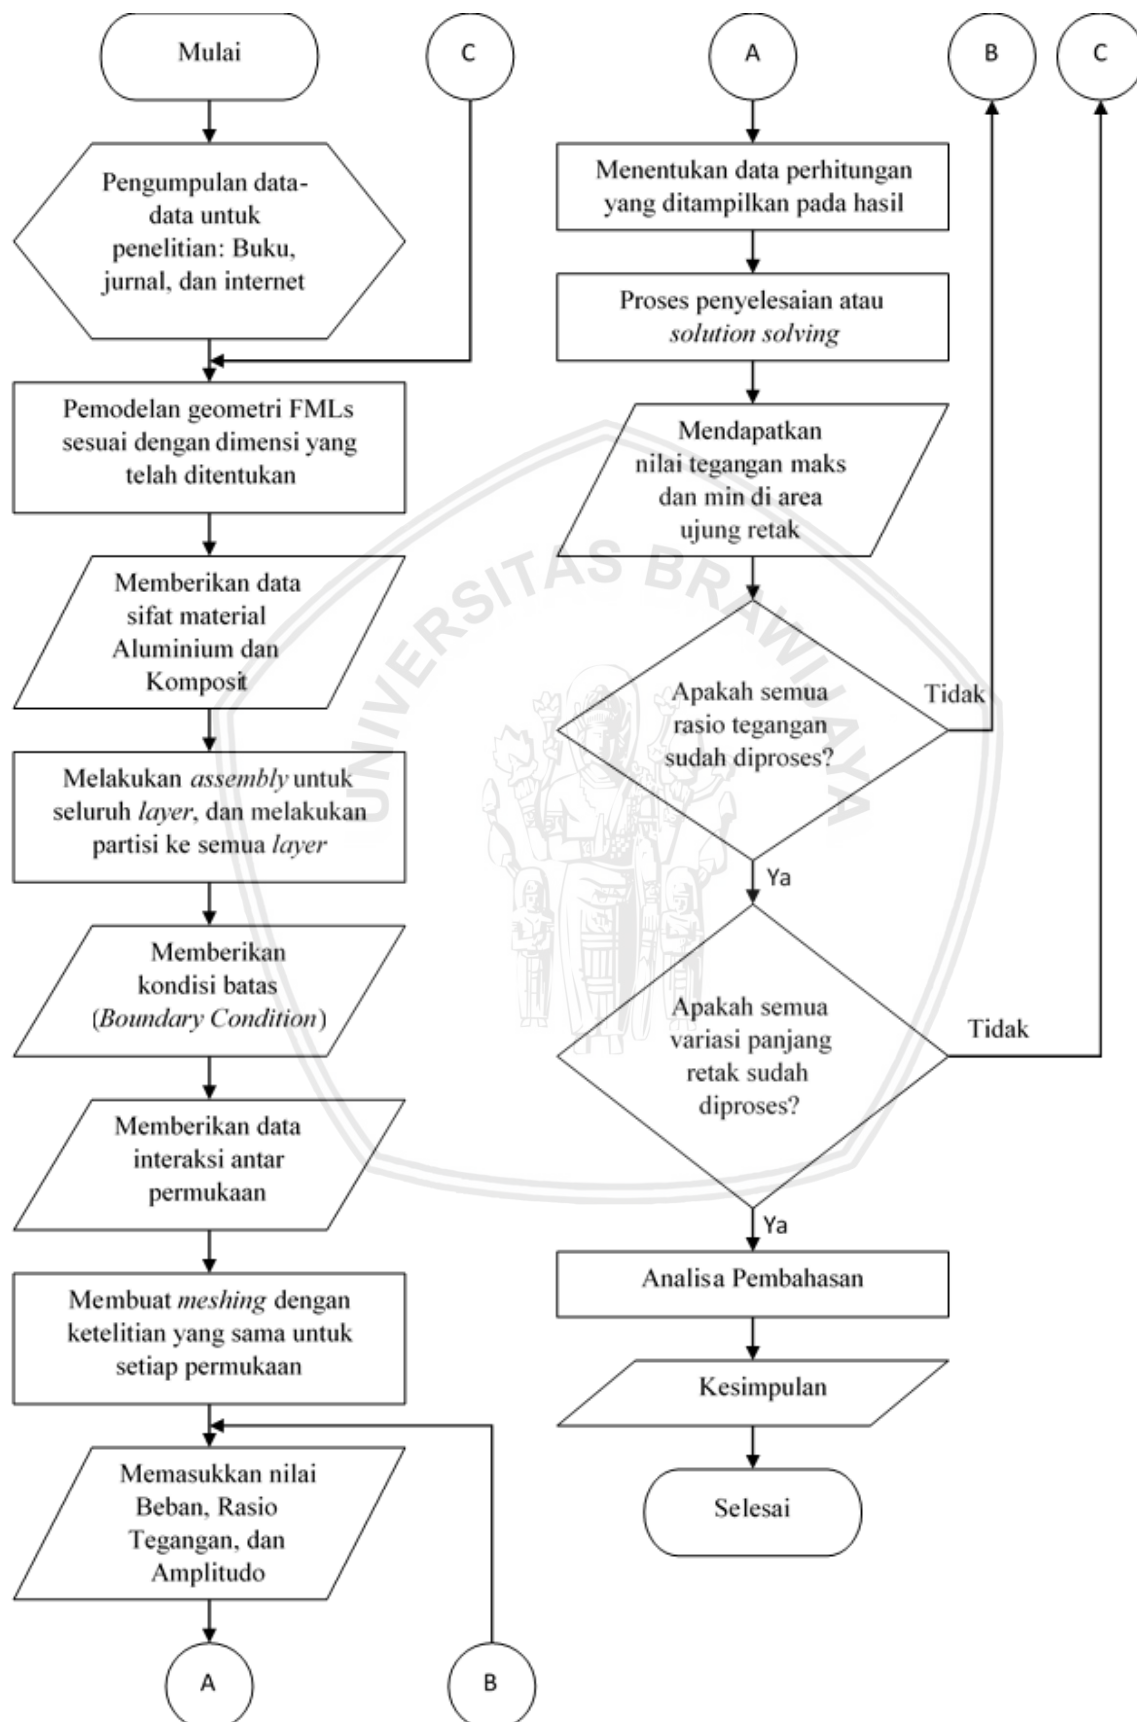 Mulai
C
Pengumpulan data-
data untuk
penelitian: Buku,
jurnal, dan internet
Pemodelan geometri FMLs
sesuai dengan dimensi yang
telah ditentukan
Memberikan data
sifat material
Aluminium dan
Komposit
Melakukan assembly untuk
seluruh layer, dan melakukan
partisi ke semua layer
Memberikan
kondisi batas
(Boundary Condition)
Memberikan data
interaksi antar
permukaan
Membuat meshing dengan
ketelitian yang sama untuk
setiap permukaan
Memasukkan nilai
Beban, Rasio
Tegangan, dan
Amplitudo
A
B
A
B
C
Menentukan data perhitungan
yang ditampilkan pada hasil
Proses penyelesaian atau
solution solving
Mendapatkan
nilai tegangan maks
dan min di area
ujung retak
Apakah semua
rasio tegangan
sudah diproses?
Tidak
Ya
Apakah semua
variasi panjang
retak sudah
diproses?
Tidak
Ya
Analisa Pembahasan
Kesimpulan
Selesai
UNIVERSITAS BRAWIJAYA